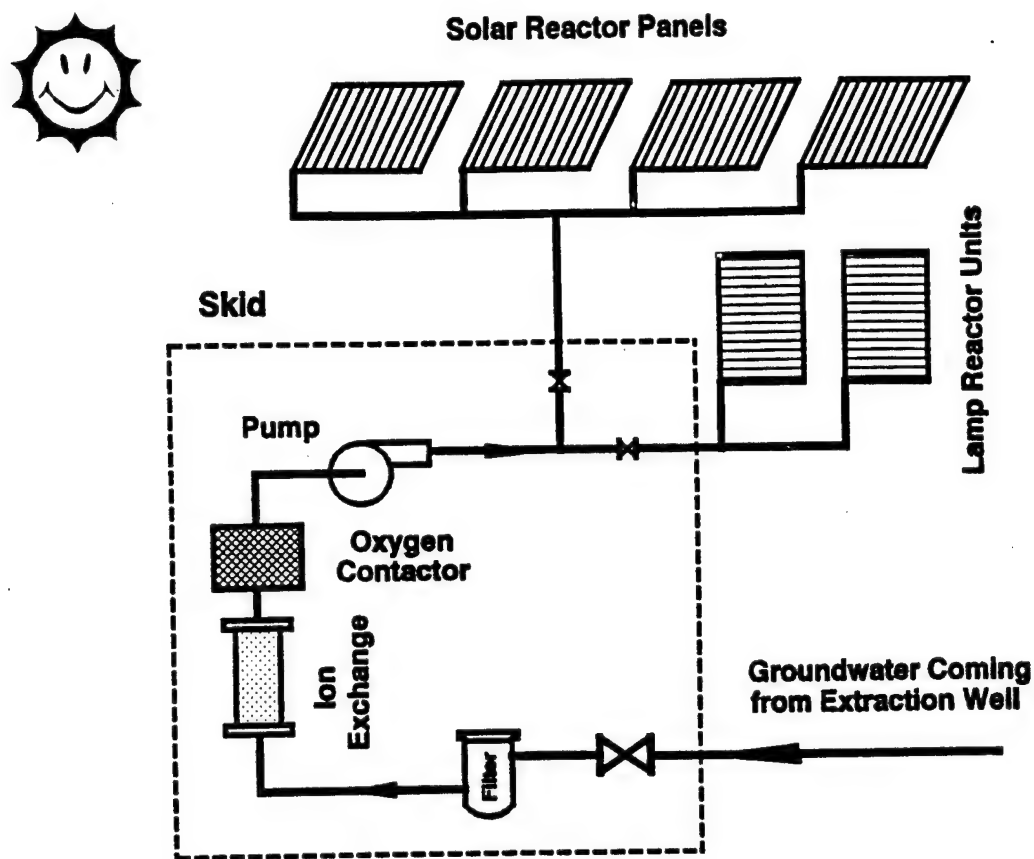 Solar Reactor Panels
Lamp Reactor Units
Skid
Pump
Oxygen
Contactor
Ion
Exchange
Filter
Groundwater Coming
from Extraction Well